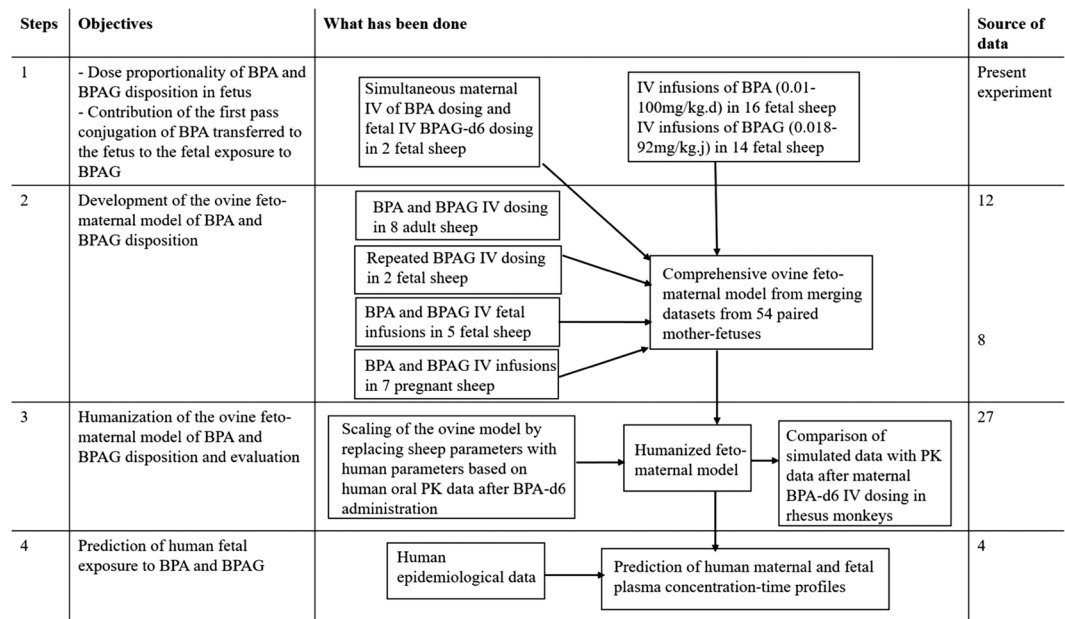 Steps
Objectives
What has been done
Source of
data
1
- Dose proportionality of BPA and
BPAG disposition in fetus
- Contribution of the first pass
conjugation of BPA transferred to
the fetus to the fetal exposure to
BPAG
Simultaneous maternal
IV of BPA dosing and
fetal IV BPAG-d6 dosing
in 2 fetal sheep
IV infusions of BPA (0.01-
100mg/kg.d) in 16 fetal sheep
IV infusions of BPAG (0.018-
92mg/kg.j) in 14 fetal sheep
Present
experiment
2
Development of the ovine feto-
maternal model of BPA and
BPAG disposition
BPA and BPAG IV dosing
in 8 adult sheep
Repeated BPAG IV dosing
in 2 fetal sheep
BPA and BPAG IV fetal
infusions in 5 fetal sheep
BPA and BPAG IV infusions
in 7 pregnant sheep
Comprehensive ovine feto-
maternal model from merging
datasets from 54 paired
mother-fetuses
12
8
3
Humanization of the ovine feto-
maternal model of BPA and
BPAG disposition and evaluation
Scaling of the ovine model by
replacing sheep parameters with
human parameters based on
human oral PK data after BPA-d6
administration
Humanized feto-
maternal model
Comparison of
simulated data with PK
data after maternal
BPA-d6 IV dosing in
rhesus monkeys
27
4
Prediction of human fetal
exposure to BPA and BPAG
Human
epidemiological data
Prediction of human maternal and fetal
plasma concentration-time profiles
4